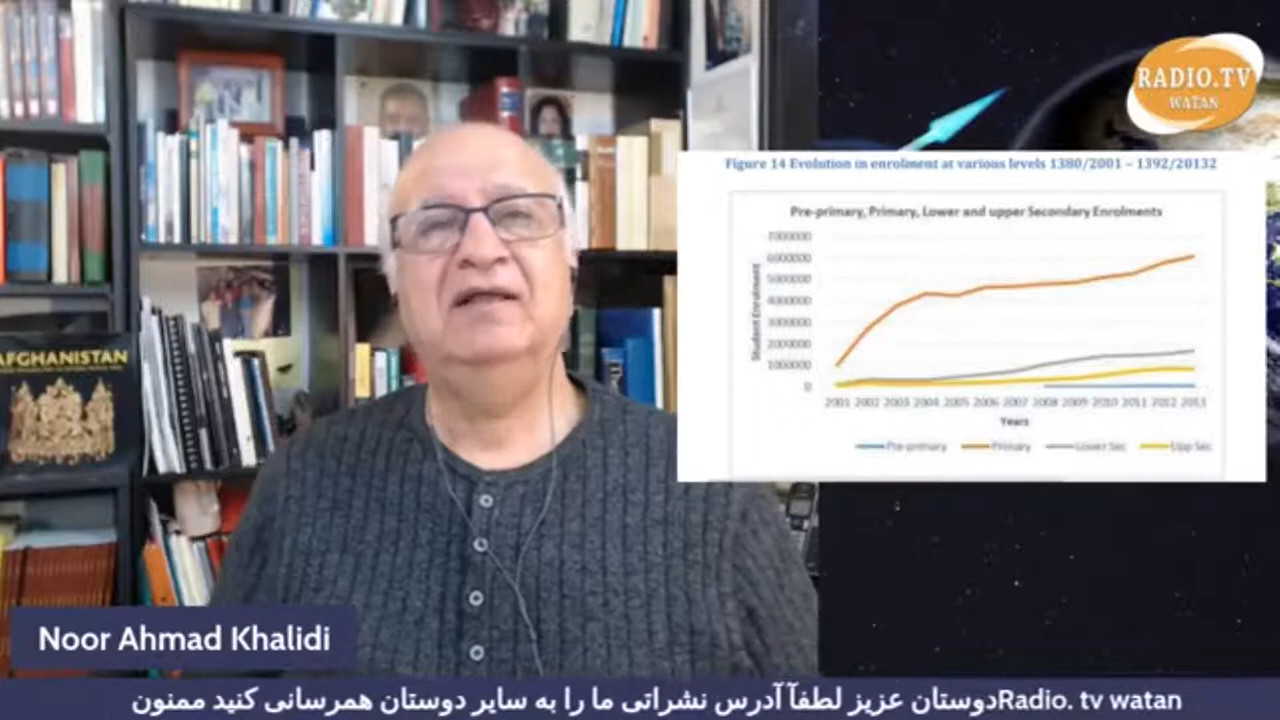 RADIO.TV
WATAN
Figure 14 Evolution in enrolment at various levels 1380/2001 – 1392/20132
Pre-primary, Primary, Lower and upper Secondary Enrolments
7000000
6000000
5000000
4000000
3000000
2000000
1000000
0
Student Enrolment
2001 2002 2003 2004 2005 2006 2007 2008 2009 2010 2011 2012 2013
Years
Pre-primary Primary Lower Sec Upp Sec
AFGHANISTAN
Noor Ahmad Khalidi
دوستان عزیز لطفآ آدرس نشراتی ما را به سایر دوستان همرسانی کنید ممنون Radio. tv watan